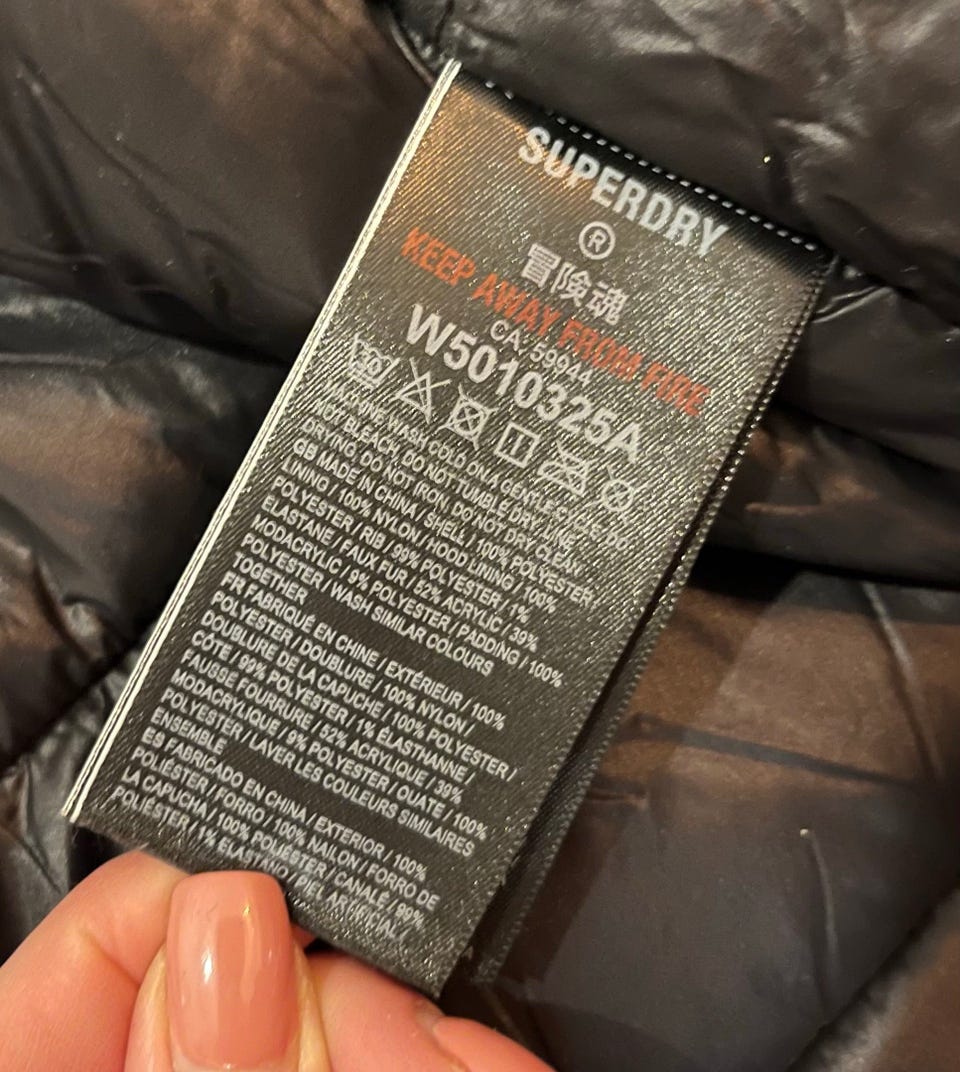 SUPERDRY
®
冒険魂
KEEP AWAY FROM FIRE
CA 59944
W5010325A
MACHINE WASH COLD ON A GENTLE CYCLE, DO
NOT BLEACH, DO NOT TUMBLE DRY, LINE
DRYING, DO NOT IRON, DO NOT DRY CLEAN
GB MADE IN CHINA / SHELL / 100% POLYESTER /
LINING / 100% NYLON / HOOD LINING / 100%
POLYESTER / RIB / 99% POLYESTER / 1%
ELASTANE / FAUX FUR / 52% ACRYLIC / 39%
MODACRYLIC / 9% POLYESTER / PADDING / 100%
POLYESTER / WASH SIMILAR COLOURS
TOGETHER
FR FABRIQUÉ EN CHINE / EXTÉRIEUR / 100%
POLYESTER / DOUBLURE / 100% NYLON /
DOUBLURE DE LA CAPUCHE / 100% POLYESTER /
CÔTE / 99% POLYESTER / 1% ÉLASTHANNE /
FAUSSE FOURRURE / 52% ACRYLIQUE / 39%
MODACRYLIQUE / 9% POLYESTER / OUATE / 100%
POLYESTER / LAVER LES COULEURS SIMILAIRES
ENSEMBLE
ES FABRICADO EN CHINA / EXTERIOR / 100%
POLIÉSTER / FORRO / 100% NAILON / FORRO DE
LA CAPUCHA / 100% POLIÉSTER / CANALÉ / 99%
POLIÉSTER / 1% ELASTANO / PIEL ARTIFICIAL /